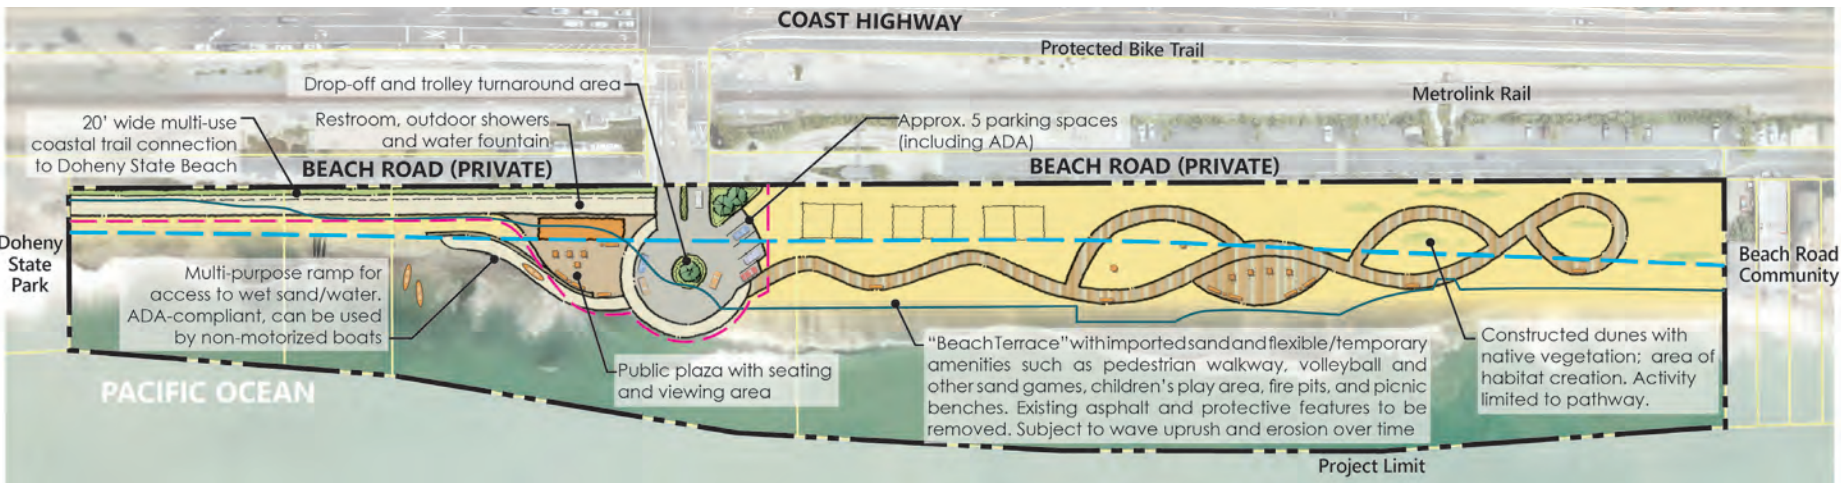 COAST HIGHWAY
Protected Bike Trail
Drop-off and trolley turnaround area
Metrolink Rail
20' wide multi-use
coastal trail connection
to Doheny State Beach
Restroom, outdoor showers
and water fountain
Approx. 5 parking spaces
(including ADA)
BEACH ROAD (PRIVATE)
BEACH ROAD (PRIVATE)
Doheny
State
Park
Multi-purpose ramp for
access to wet sand/water.
ADA-compliant, can be used
by non-motorized boats
Beach Road
Community
Public plaza with seating
and viewing area
"Beach Terrace" with imported sand and flexible/temporary
amenities such as pedestrian walkway, volleyball and
other sand games, children's play area, fire pits, and picnic
benches. Existing asphalt and protective features to be
removed. Subject to wave uprush and erosion over time
Constructed dunes with
native vegetation; area of
habitat creation. Activity
limited to pathway.
PACIFIC OCEAN
Project Limit